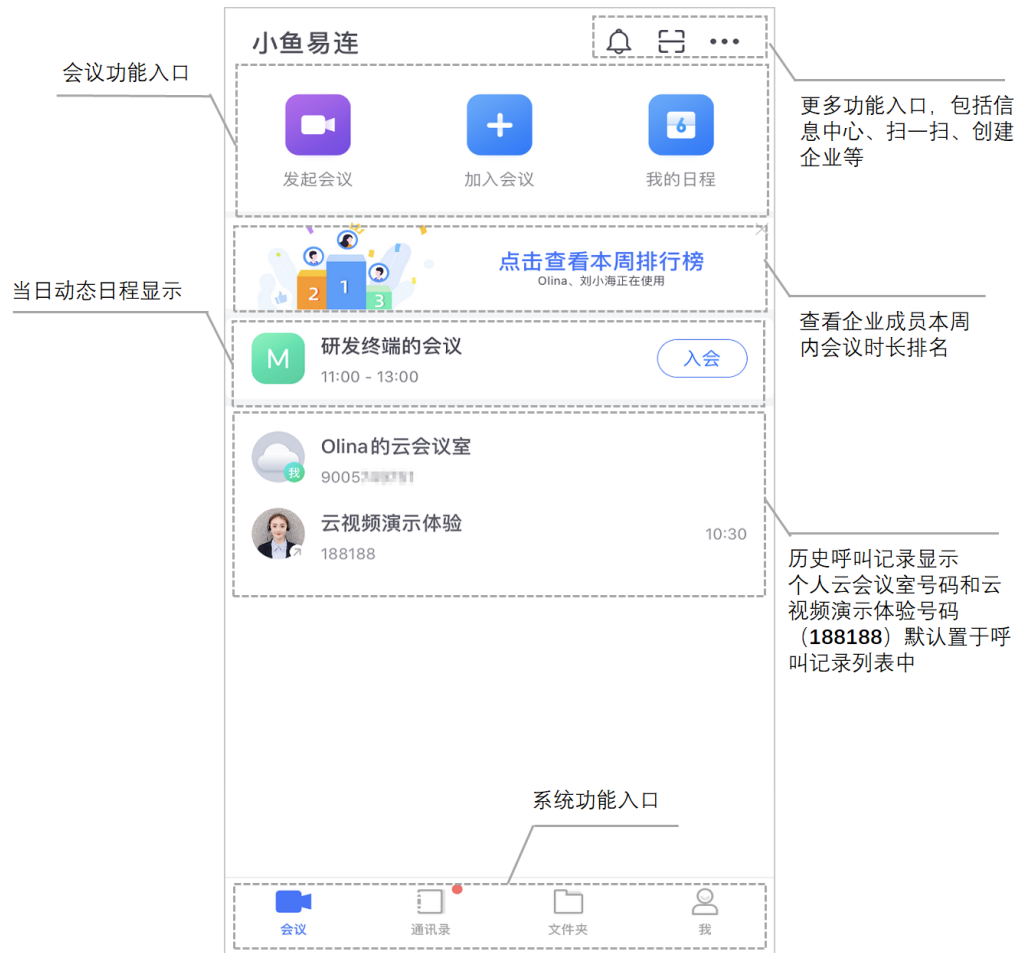 小鱼易连
会议功能入口
更多功能入口，包括信
息中心、扫一扫、创建
企业等
6
发起会议
加入会议
我的日程
点击查看本周排行榜
Olina、刘小海正在使用
2
1
3
当日动态日程显示
查看企业成员本周
内会议时长排名
M
研发终端的会议
11:00 - 13:00
入会
Olina的云会议室
我
9005
云视频演示体验
188188
10:30
历史呼叫记录显示
个人云会议室号码和云
视频演示体验号码
（188188）默认置于呼
叫记录列表中
系统功能入口
会议
通讯录
文件夹
我